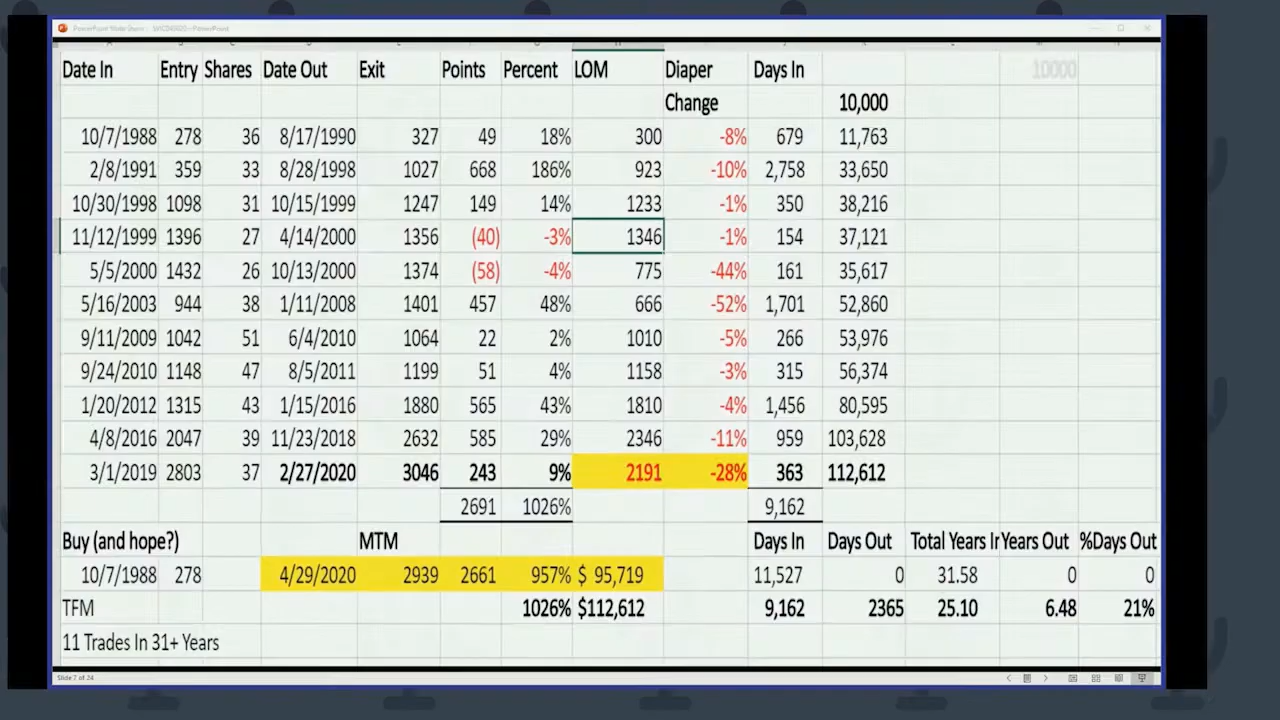 Date In Entry Shares Date Out Exit Points Percent LOM Diaper Days In 10000
Change 10,000
10/7/1988 278 36 8/17/1990 327 49 18% 300 -8% 679 11,763
2/8/1991 359 33 8/28/1998 1027 668 186% 923 -10% 2,758 33,650
10/30/1998 1098 31 10/15/1999 1247 149 14% 1233 -1% 350 38,216
11/12/1999 1396 27 4/14/2000 1356 (40) -3% 1346 -1% 154 37,121
5/5/2000 1432 26 10/13/2000 1374 (58) -4% 775 -44% 161 35,617
5/16/2003 944 38 1/11/2008 1401 457 48% 666 -52% 1,701 52,860
9/11/2009 1042 51 6/4/2010 1064 22 2% 1010 -5% 266 53,976
9/24/2010 1148 47 8/5/2011 1199 51 4% 1158 -3% 315 56,374
1/20/2012 1315 43 1/15/2016 1880 565 43% 1810 -4% 1,456 80,595
4/8/2016 2047 39 11/23/2018 2632 585 29% 2346 -11% 959 103,628
3/1/2019 2803 37 2/27/2020 3046 243 9% 2191 -28% 363 112,612
2691 1026% 9,162
Buy (and hope?) MTM Days In Days Out Total Years Ir Years Out %Days Out
10/7/1988 278 4/29/2020 2939 2661 957% $ 95,719 11,527 0 31.58 0 0
TFM 1026% $112,612 9,162 2365 25.10 6.48 21%
11 Trades In 31+ Years
Slide 7 of 34